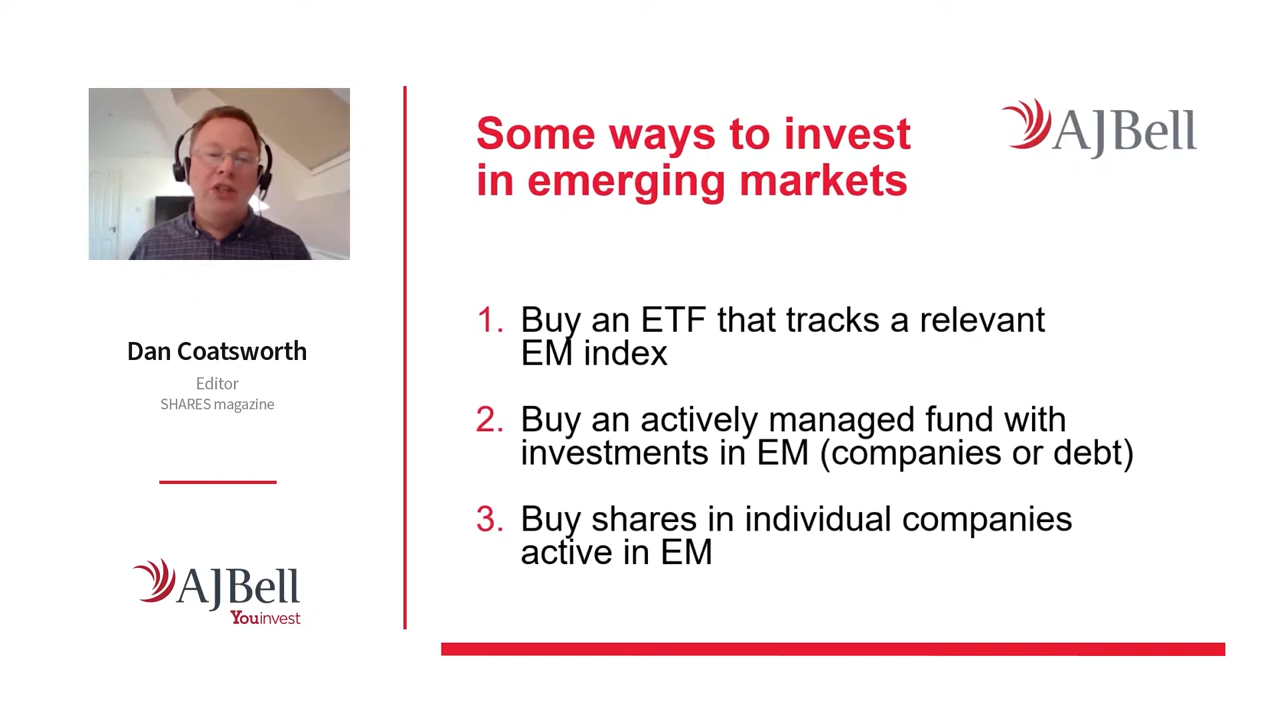 Dan Coatsworth
Editor
SHARES magazine
AJBell
Youinvest
Some ways to invest
in emerging markets
AJBell
1. Buy an ETF that tracks a relevant
EM index
2. Buy an actively managed fund with
investments in EM (companies or debt)
3. Buy shares in individual companies
active in EM